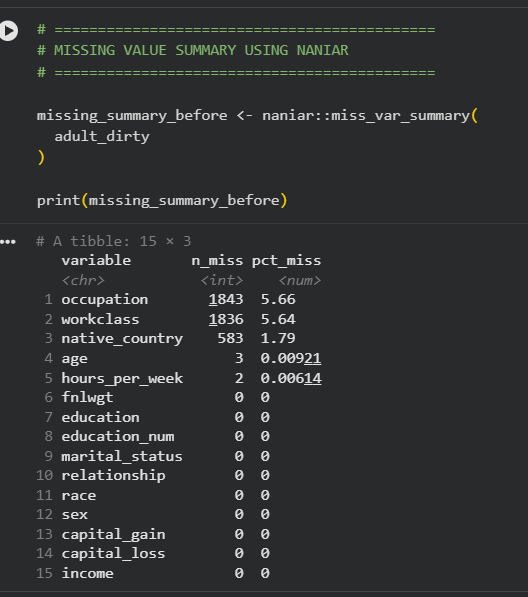 # ============================================
# MISSING VALUE SUMMARY USING NANIAR
# ============================================
missing_summary_before <- naniar::miss_var_summary(
  adult_dirty
)
print(missing_summary_before)
# A tibble: 15 × 3
   variable       n_miss pct_miss
   <chr>           <int>    <num>
 1 occupation       1843  5.66
 2 workclass        1836  5.64
 3 native_country    583  1.79
 4 age                 3  0.00921
 5 hours_per_week      2  0.00614
 6 fnlwgt              0  0
 7 education           0  0
 8 education_num       0  0
 9 marital_status      0  0
10 relationship        0  0
11 race                0  0
12 sex                 0  0
13 capital_gain        0  0
14 capital_loss        0  0
15 income              0  0